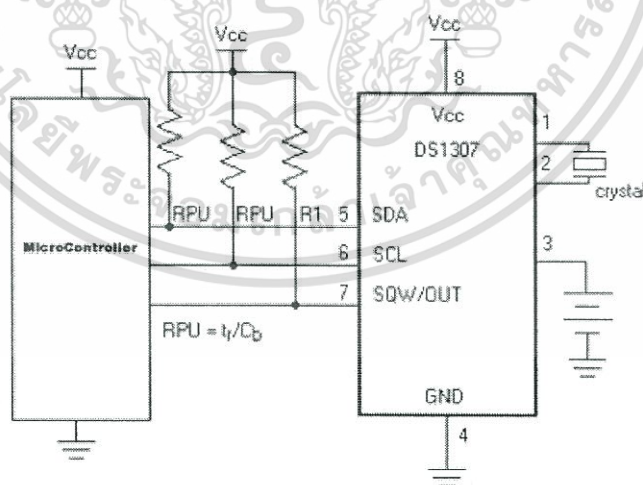 Vcc
Vcc
Vcc
8
Vcc
1
DS1307
2
crystal
RPU RPU R1 5 SDA
MicroController
6 SCL
3
7 SQW/OUT
RPU = tr/Cb
GND
4